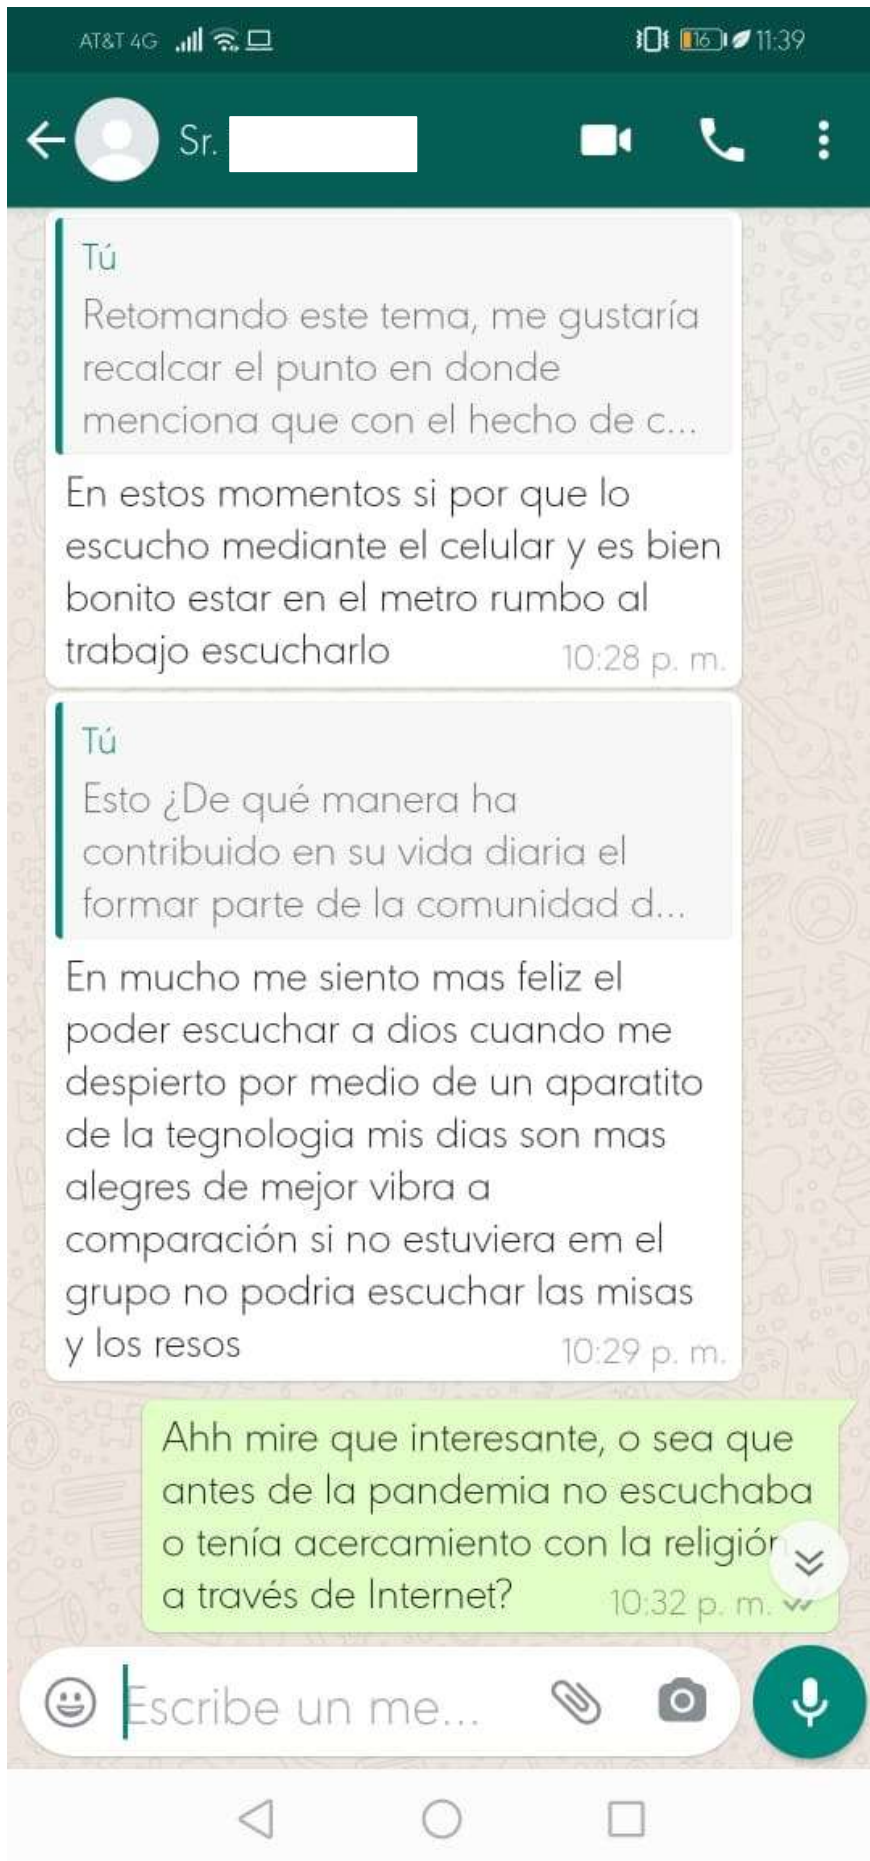 AT&T 4G 16 11:39
Sr.
Tú
Retomando este tema, me gustaría
recalcar el punto en donde
menciona que con el hecho de c...
En estos momentos si por que lo
escucho mediante el celular y es bien
bonito estar en el metro rumbo al
trabajo escucharlo 10:28 p. m.
Tú
Esto ¿De qué manera ha
contribuido en su vida diaria el
formar parte de la comunidad d...
En mucho me siento mas feliz el
poder escuchar a dios cuando me
despierto por medio de un aparatito
de la tegnologia mis dias son mas
alegres de mejor vibra a
comparación si no estuviera em el
grupo no podria escuchar las misas
y los resos 10:29 p. m.
Ahh mire que interesante, o sea que
antes de la pandemia no escuchaba
o tenía acercamiento con la religión
a través de Internet? 10:32 p. m.
Escribe un me...